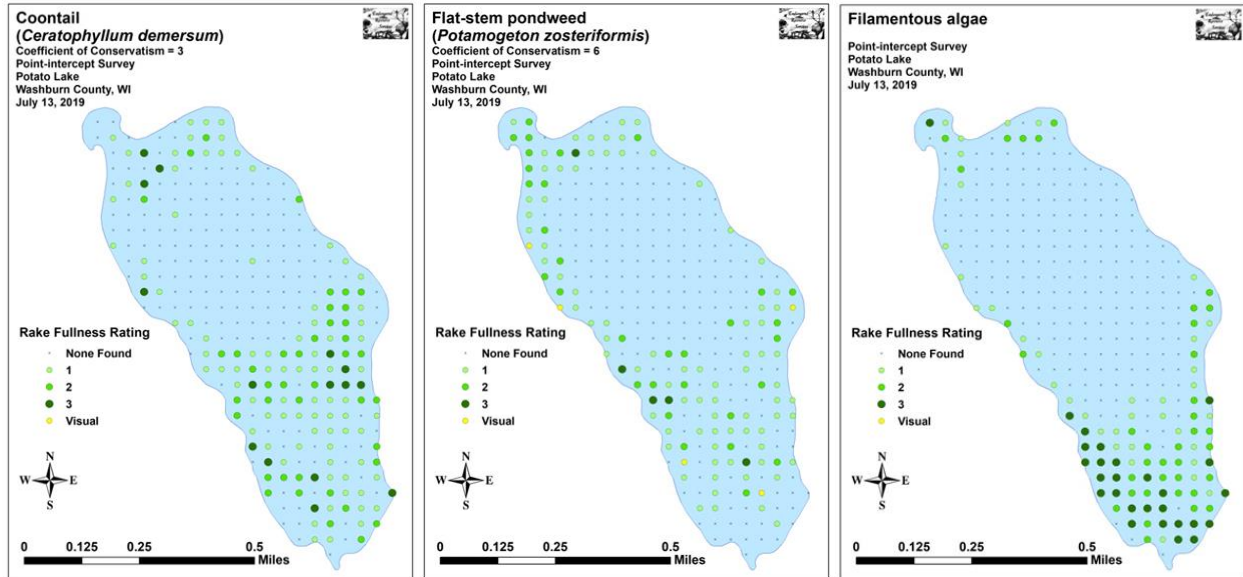 Coontail
(Ceratophyllum demersum)
Coefficient of Conservatism = 3
Point-intercept Survey
Potato Lake
Washburn County, WI
July 13, 2019
Rake Fullness Rating
None Found
1
2
3
Visual
N
W E
S
0 0.125 0.25 0.5
Miles
Flat-stem pondweed
(Potamogeton zosteriformis)
Coefficient of Conservatism = 6
Point-intercept Survey
Potato Lake
Washburn County, WI
July 13, 2019
Rake Fullness Rating
None Found
1
2
3
Visual
N
W E
S
0 0.125 0.25 0.5
Miles
Filamentous algae
Point-intercept Survey
Potato Lake
Washburn County, WI
July 13, 2019
Rake Fullness Rating
None Found
1
2
3
Visual
N
W E
S
0 0.125 0.25 0.5
Miles